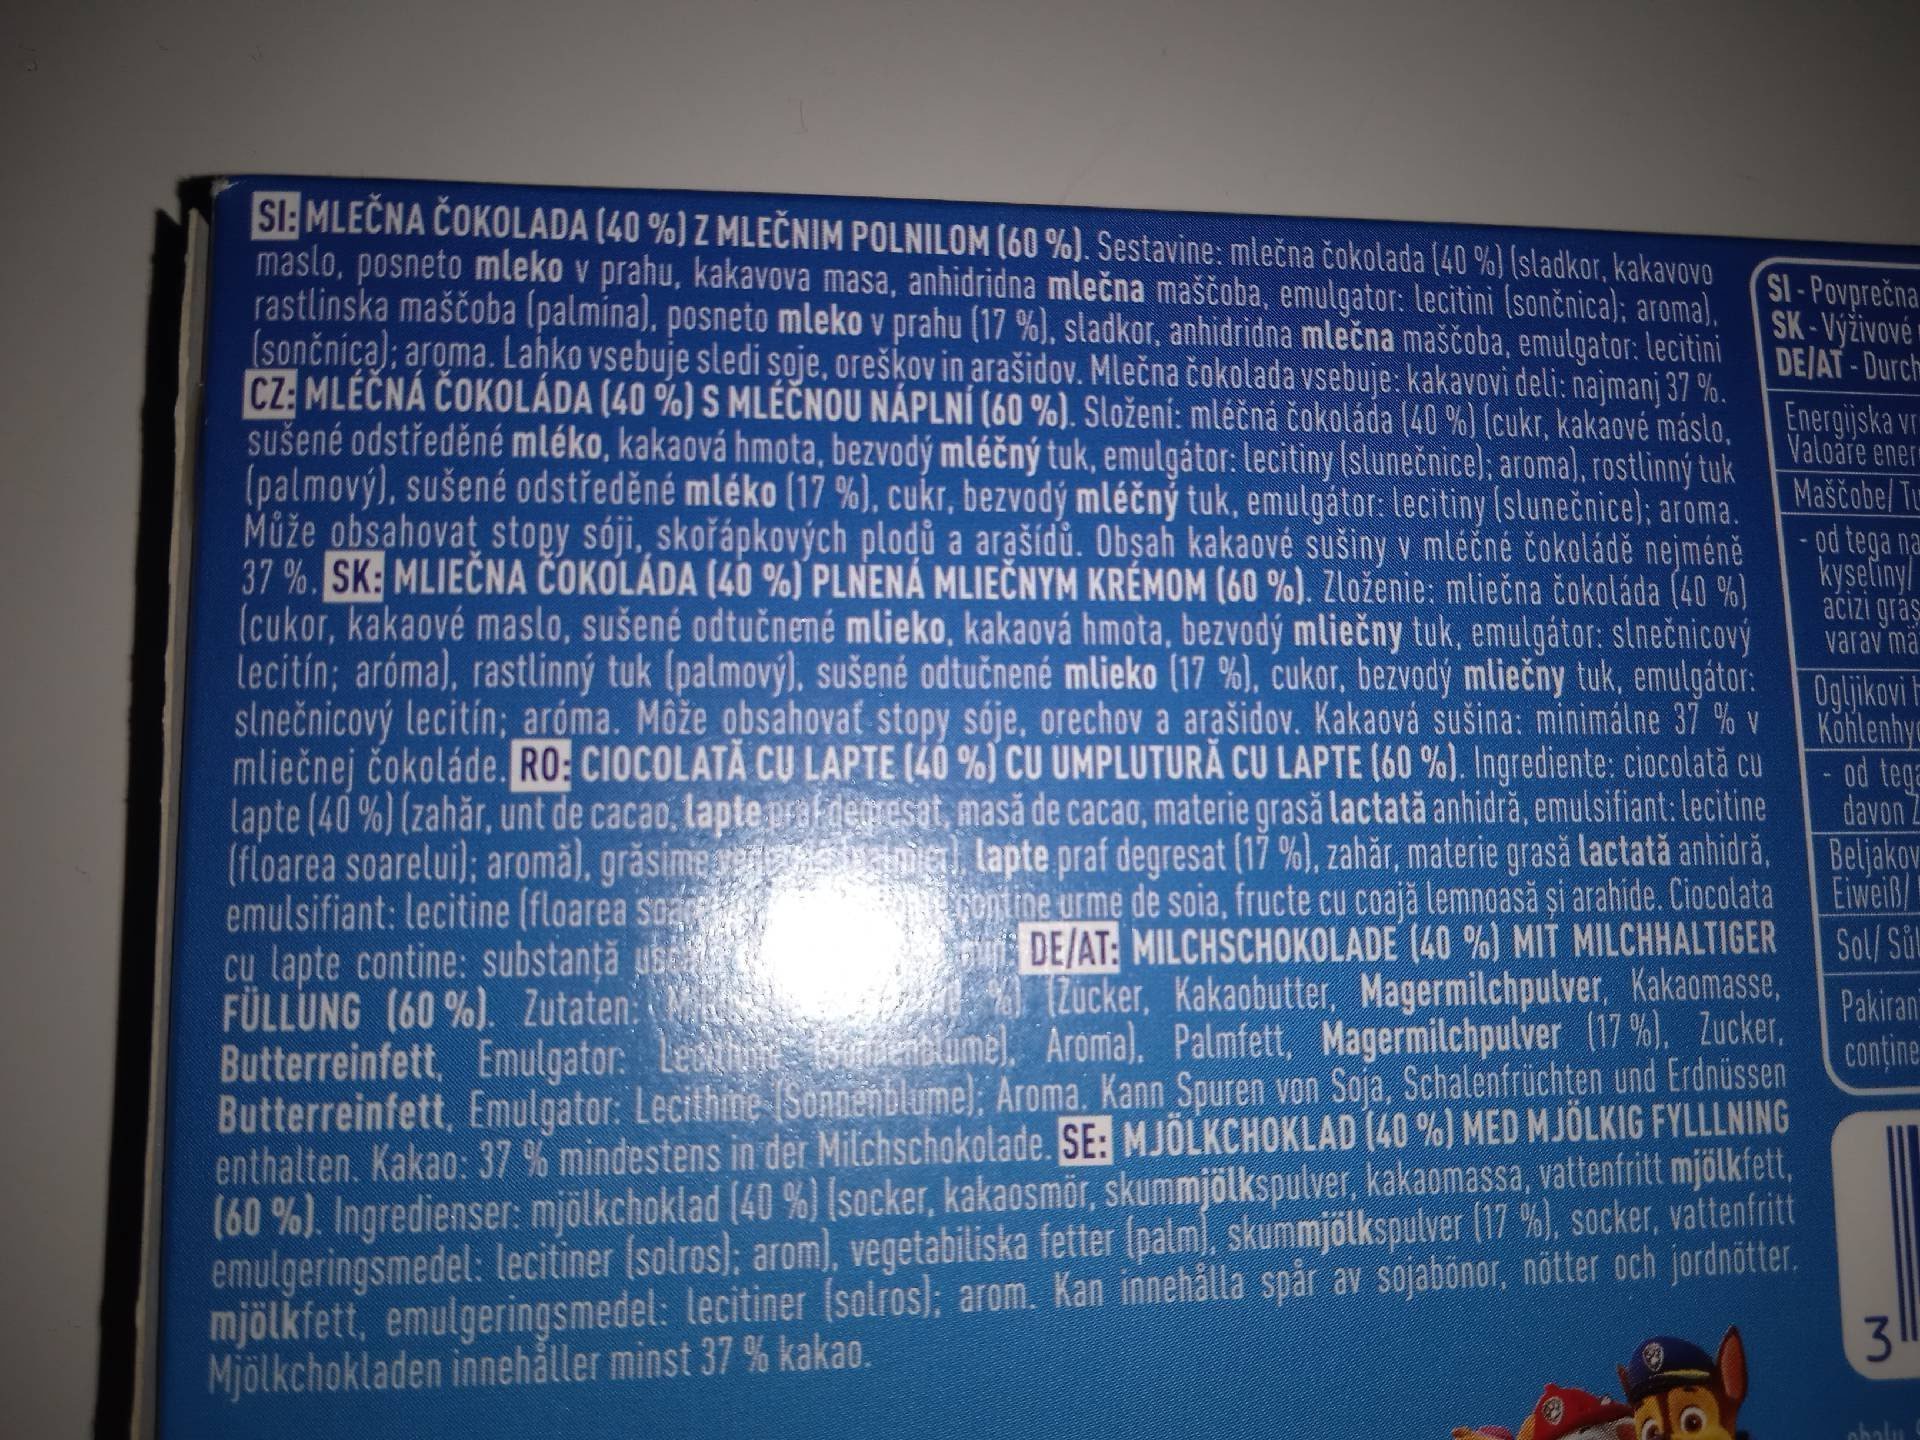 SI: MLEČNA ČOKOLADA (40 %) Z MLEČNIM POLNILOM (60 %). Sestavine: mlečna čokolada (40 %) (sladkor, kakavovo
maslo, posneto mleko v prahu, kakavova masa, anhidridna mlečna maščoba, emulgator: lecitini (sončnica); aroma),
rastlinska maščoba (palmina), posneto mleko v prahu (17 %), sladkor, anhidridna mlečna maščoba, emulgator: lecitini
(sončnica); aroma. Lahko vsebuje sledi soje, oreškov in arašidov. Mlečna čokolada vsebuje: kakavovi deli: najmanj 37 %.
CZ: MLÉČNÁ ČOKOLÁDA (40 %) S MLÉČNOU NÁPLNÍ (60 %). Složení: mléčná čokoláda (40 %) (cukr, kakaové máslo,
sušené odstředěné mléko, kakaová hmota, bezvodý mléčný tuk, emulgátor: lecitiny (slunečnice); aroma), rostlinný tuk
(palmový), sušené odstředěné mléko (17 %), cukr, bezvodý mléčný tuk, emulgátor: lecitiny (slunečnice); aroma.
Může obsahovat stopy sóji, skořápkových plodů a arašídů. Obsah kakaové sušiny v mléčné čokoládě nejméně
37 %. SK: MLIEČNA ČOKOLÁDA (40 %) PLNENÁ MLIEČNYM KRÉMOM (60 %). Zloženie: mliečna čokoláda (40 %)
(cukor, kakaové maslo, sušené odtučnené mlieko, kakaová hmota, bezvodý mliečny tuk, emulgátor: slnečnicový
lecitín; aróma), rastlinný tuk (palmový), sušené odtučnené mlieko (17 %), cukor, bezvodý mliečny tuk, emulgátor:
slnečnicový lecitín; aróma. Môže obsahovať stopy sóje, orechov a arašidov. Kakaová sušina: minimálne 37 % v
mliečnej čokoláde. RO: CIOCOLATĂ CU LAPTE (40 %) CU UMPLUTURĂ CU LAPTE (60 %). Ingrediente: ciocolată cu
lapte (40 %) (zahăr, unt de cacao, lapte praf degresat, masă de cacao, materie grasă lactată anhidră, emulsifiant: lecitine
(floarea soarelui); aromă), grăsime lapte praf degresat (17 %), zahăr, materie grasă lactată anhidră,
emulsifiant: lecitine (floarea urme de soia, fructe cu coajă lemnoasă și arahide. Ciocolata
cu lapte contine: substanță DE/AT: MILCHSCHOKOLADE (40 %) MIT MILCHHALTIGER
FÜLLUNG (60 %). Zutaten: %) (Zucker, Kakaobutter, Magermilchpulver, Kakaomasse,
Butterreinfett, Emulgator: Lecithine (Sonnenblume), Aroma), Palmfett, Magermilchpulver (17 %), Zucker,
Butterreinfett, Emulgator: Lecithine (Sonnenblume); Aroma. Kann Spuren von Soja, Schalenfrüchten und Erdnüssen
enthalten. Kakao: 37 % mindestens in der Milchschokolade. SE: MJÖLKCHOKLAD (40 %) MED MJÖLKIG FYLLLNING
(60 %). Ingredienser: mjölkchoklad (40 %) (socker, kakaosmör, skummjölkspulver, kakaomassa, vattenfritt mjölkfett,
emulgeringsmedel: lecitiner (solros); arom), vegetabiliska fetter (palm), skummjölkspulver (17 %), socker, vattenfritt
mjölkfett, emulgeringsmedel: lecitiner (solros); arom. Kan innehålla spår av sojabönor, nötter och jordnötter.
Mjölkchokladen innehåller minst 37 % kakao.
SI - Povprečna
SK - Výživové
DE/AT - Durch
Energijska vr
Valoare ener
Maščobe/ Tu
- od tega na
kyseliny/
acizi gras
varav mä
Ogljikovi h
Kohlenhy
- od tega
davon Z
Beljakov
Eiweiß/
Sol/ Sůl
Pakiran
conține
3